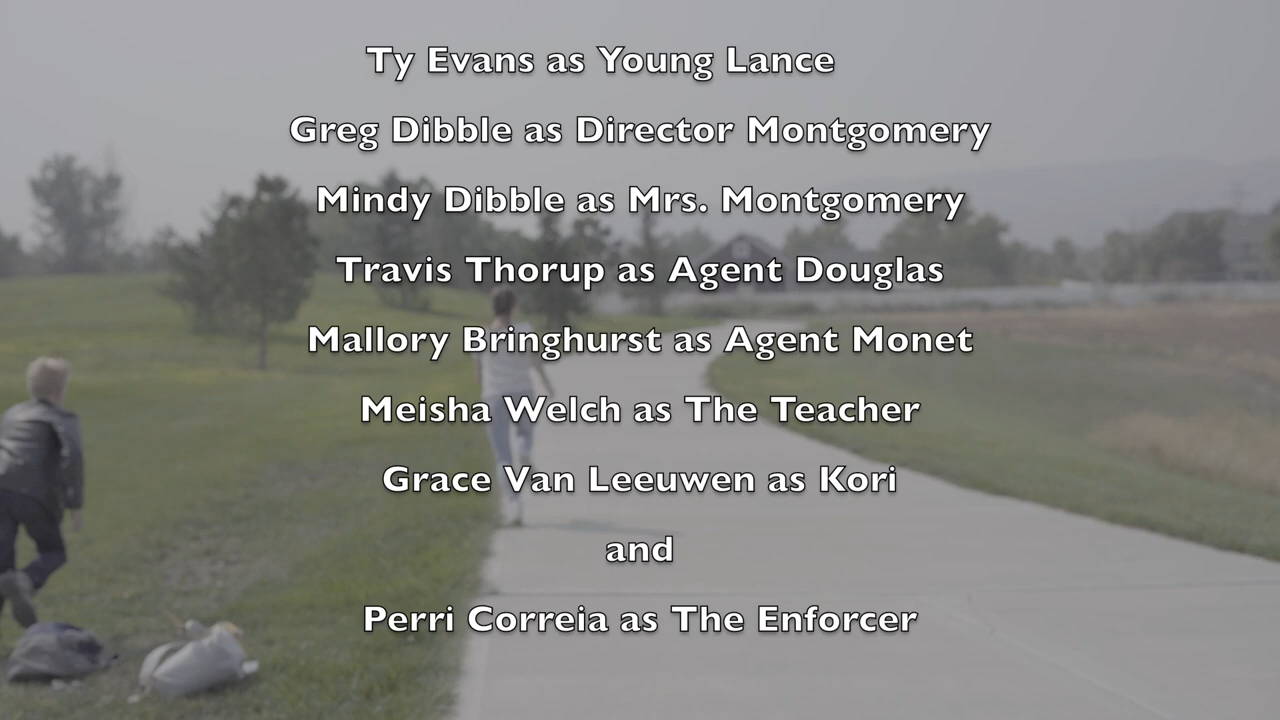 Ty Evans as Young Lance
Greg Dibble as Director Montgomery
Mindy Dibble as Mrs. Montgomery
Travis Thorup as Agent Douglas
Mallory Bringhurst as Agent Monet
Meisha Welch as The Teacher
Grace Van Leeuwen as Kori
and
Perri Correia as The Enforcer